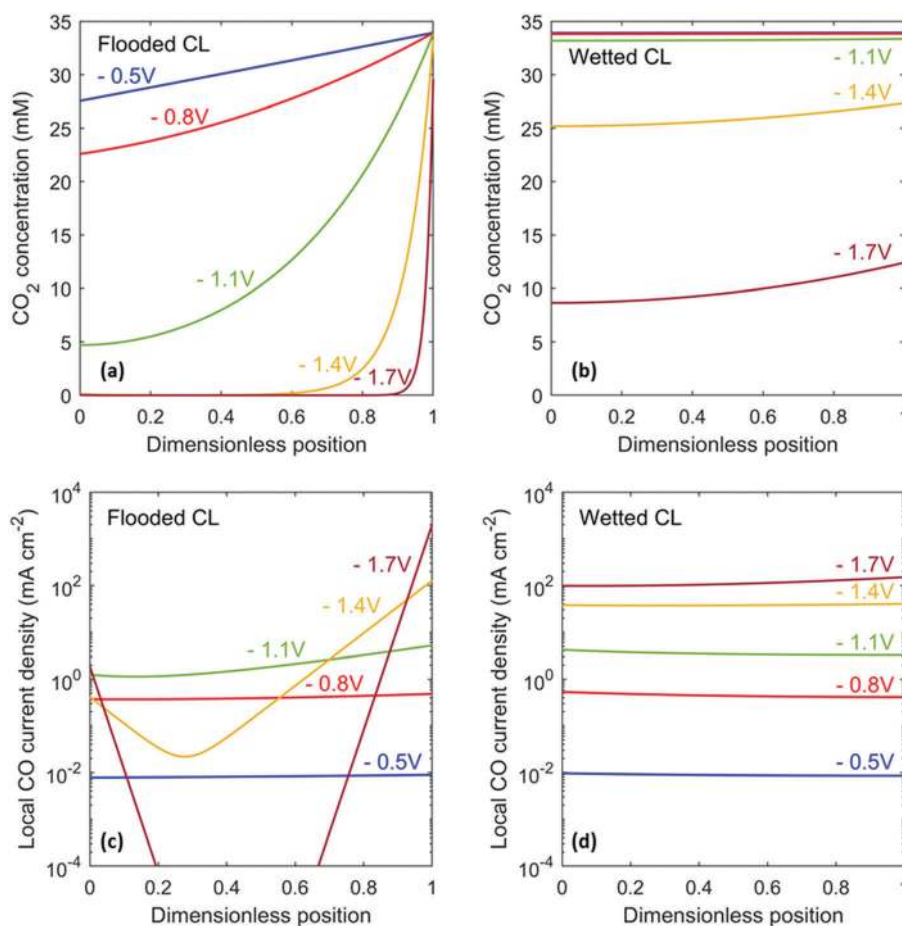 35
30
25
20
15
10
5
0
CO2 concentration (mM)
Flooded CL
- 0.5V
- 0.8V
- 1.1V
- 1.4V
- 1.7V
(a)
0 0.2 0.4 0.6 0.8 1
Dimensionless position
35
30
25
20
15
10
5
0
CO2 concentration (mM)
Wetted CL
- 1.1V
- 1.4V
- 1.7V
(b)
0 0.2 0.4 0.6 0.8 1
Dimensionless position
10^4
10^2
10^0
10^-2
10^-4
Local CO current density (mA cm^-2)
Flooded CL
- 1.7V
- 1.4V
- 1.1V
- 0.8V
- 0.5V
(c)
0 0.2 0.4 0.6 0.8 1
Dimensionless position
10^4
10^2
10^0
10^-2
10^-4
Local CO current density (mA cm^-2)
Wetted CL
- 1.7V
- 1.4V
- 1.1V
- 0.8V
- 0.5V
(d)
0 0.2 0.4 0.6 0.8 1
Dimensionless position